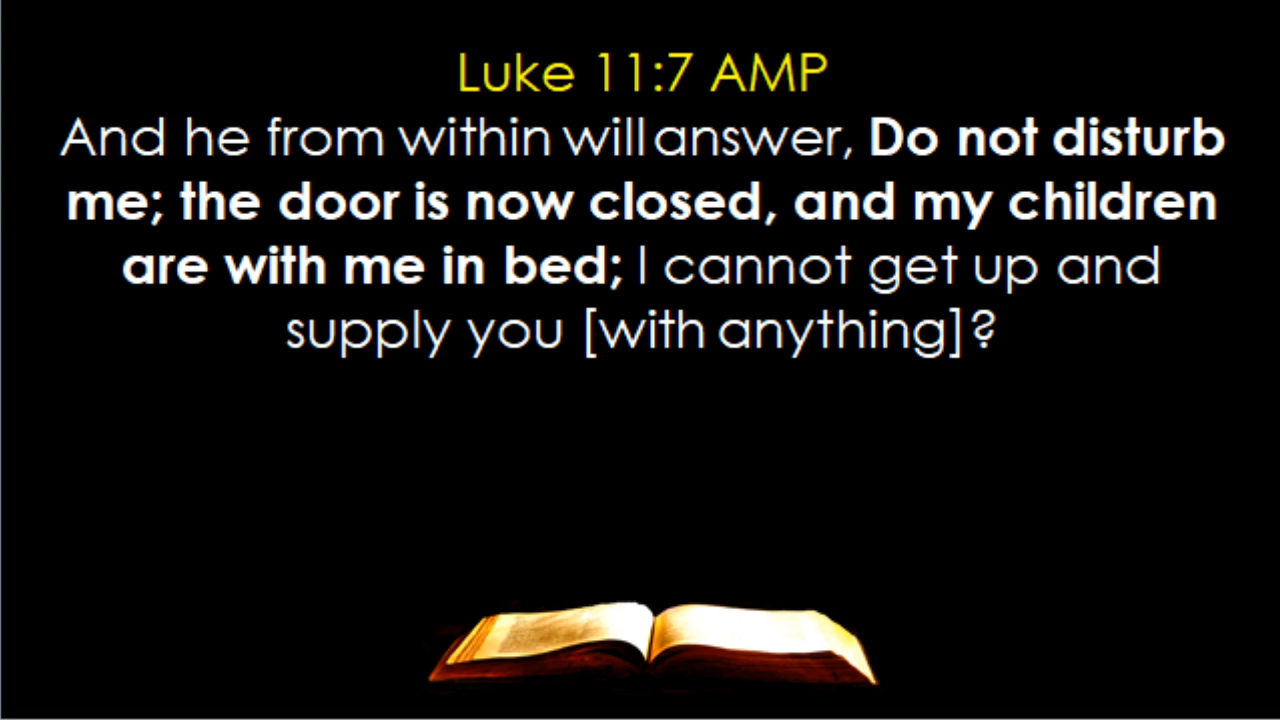 Luke 11:7 AMP
And he from within will answer, Do not disturb
me; the door is now closed, and my children
are with me in bed; I cannot get up and
supply you [with anything]?